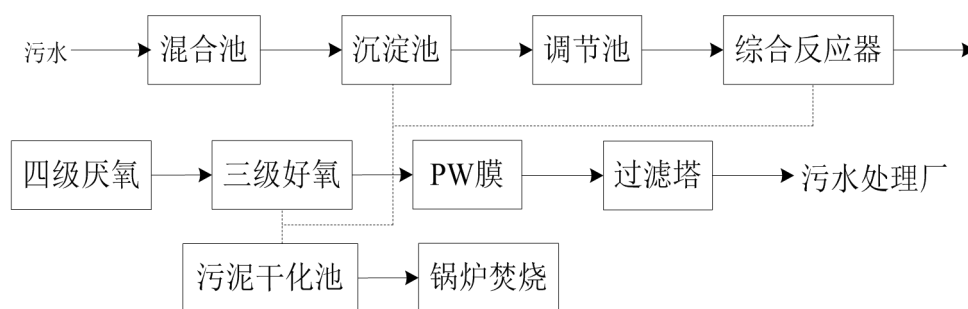 污水 混合池 沉淀池 调节池 综合反应器
四级厌氧 三级好氧 PW膜 过滤塔 污水处理厂
污泥干化池 锅炉焚烧